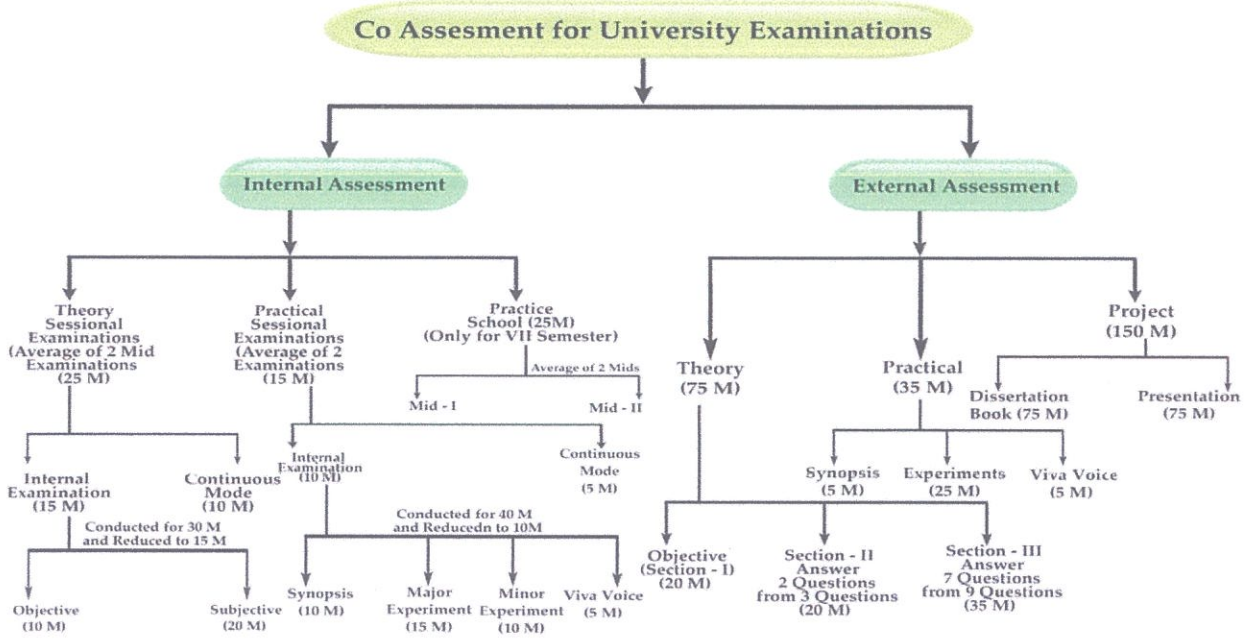 Co Assesment for University Examinations
Internal Assessment
External Assessment
Theory
Sessional
Examinations
(Average of 2 Mid
Examinations
(25 M)
Practical
Sessional
Examinations
(Average of 2
Examinations
(15 M)
Practice
School (25M)
(Only for VII Semester)
Average of 2 Mids
Mid - I
Mid - II
Internal
Examination
(15 M)
Continuous
Mode
(10 M)
Conducted for 30 M
and Reduced to 15 M
Objective
(10 M)
Subjective
(20 M)
Internal
Examination
(10 M)
Continuous
Mode
(5 M)
Conducted for 40 M
and Reducedn to 10M
Synopsis
(10 M)
Major
Experiment
(15 M)
Minor
Experiment
(10 M)
Viva Voice
(5 M)
Theory
(75 M)
Practical
(35 M)
Project
(150 M)
Dissertation
Book (75 M)
Presentation
(75 M)
Synopsis
(5 M)
Experiments
(25 M)
Viva Voice
(5 M)
Objective
(Section - I)
(20 M)
Section - II
Answer
2 Questions
from 3 Questions
(20 M)
Section - III
Answer
7 Questions
from 9 Questions
(35 M)